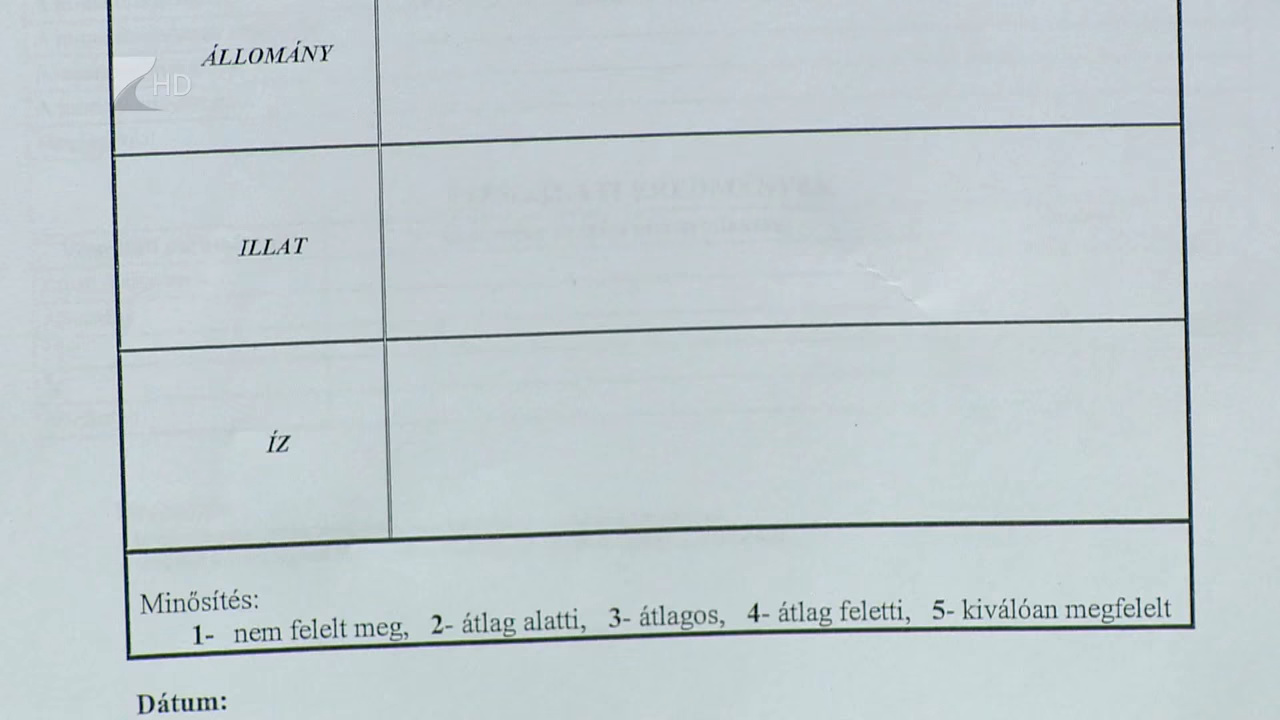 ÁLLOMÁNY
HD
ILLAT
ÍZ
Minősítés:
1- nem felelt meg, 2- átlag alatti, 3- átlagos, 4- átlag feletti, 5- kiválóan megfelelt
Dátum: